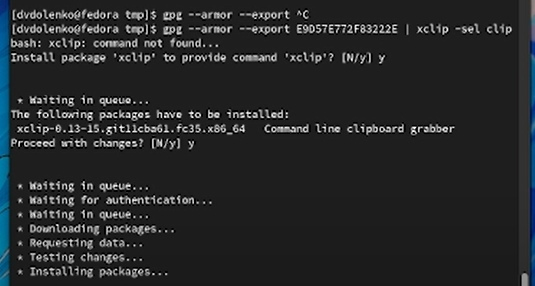 [dvdolenko@fedora tmp]$ gpg --armor --export ^C
[dvdolenko@fedora tmp]$ gpg --armor --export E9D57E772F83222E | xclip -sel clip
bash: xclip: command not found...
Install package 'xclip' to provide command 'xclip'? [N/y] y
* Waiting in queue...
The following packages have to be installed:
xclip-0.13-15.git11cba61.fc35.x86_64 Command line clipboard grabber
Proceed with changes? [N/y] y
* Waiting in queue...
* Waiting for authentication...
* Waiting in queue...
* Downloading packages...
* Requesting data...
* Testing changes...
* Installing packages...